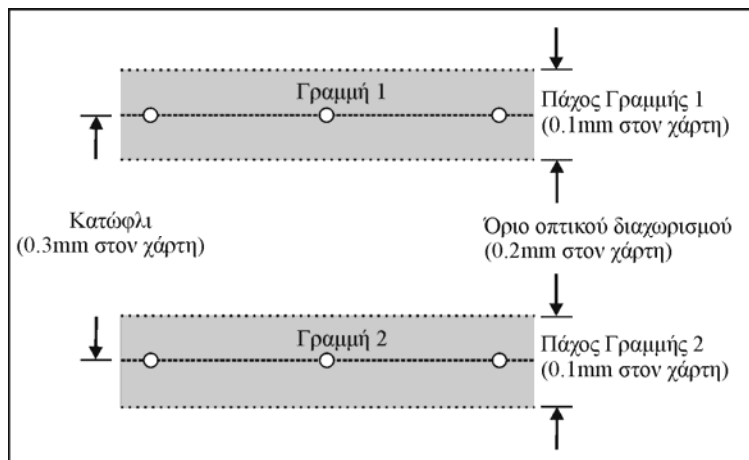 Γραμμή 1
Πάχος Γραμμής 1
(0.1mm στον χάρτη)
Κατώφλι
(0.3mm στον χάρτη)
Όριο οπτικού διαχωρισμού
(0.2mm στον χάρτη)
Γραμμή 2
Πάχος Γραμμής 2
(0.1mm στον χάρτη)